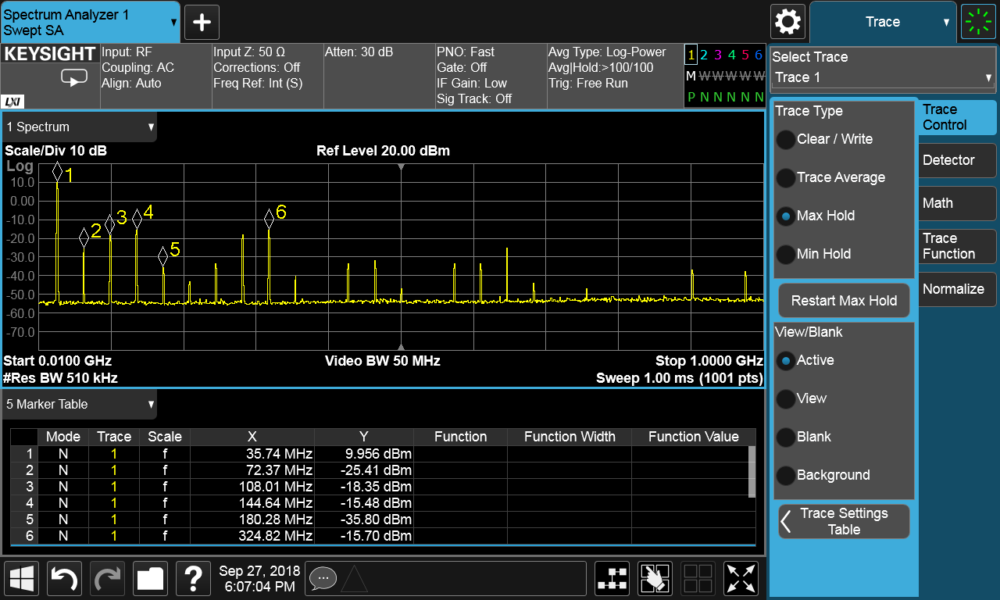 Spectrum Analyzer 1
Swept SA
Trace
KEYSIGHT
LXI
Input: RF
Coupling: AC
Align: Auto
Input Z: 50 Ω
Corrections: Off
Freq Ref: Int (S)
Atten: 30 dB
PNO: Fast
Gate: Off
IF Gain: Low
Sig Track: Off
Avg Type: Log-Power
Avg|Hold:>100/100
Trig: Free Run
1 2 3 4 5 6
M W W W W W
P N N N N N
Select Trace
Trace 1
1 Spectrum
Scale/Div 10 dB
Ref Level 20.00 dBm
Log
10.0
0.00
-10.0
-20.0
-30.0
-40.0
-50.0
-60.0
-70.0
1
2
3
4
5
6
Start 0.0100 GHz
Video BW 50 MHz
Stop 1.0000 GHz
#Res BW 510 kHz
Sweep 1.00 ms (1001 pts)
5 Marker Table
Mode Trace Scale X Y Function Function Width Function Value
1 N 1 f 35.74 MHz 9.956 dBm
2 N 1 f 72.37 MHz -25.41 dBm
3 N 1 f 108.01 MHz -18.35 dBm
4 N 1 f 144.64 MHz -15.48 dBm
5 N 1 f 180.28 MHz -35.80 dBm
6 N 1 f 324.82 MHz -15.70 dBm
Trace Type
Clear / Write
Trace Average
Max Hold
Min Hold
Restart Max Hold
View/Blank
Active
View
Blank
Background
Trace Settings
Table
Trace
Control
Detector
Math
Trace
Function
Normalize
?
Sep 27, 2018
6:07:04 PM